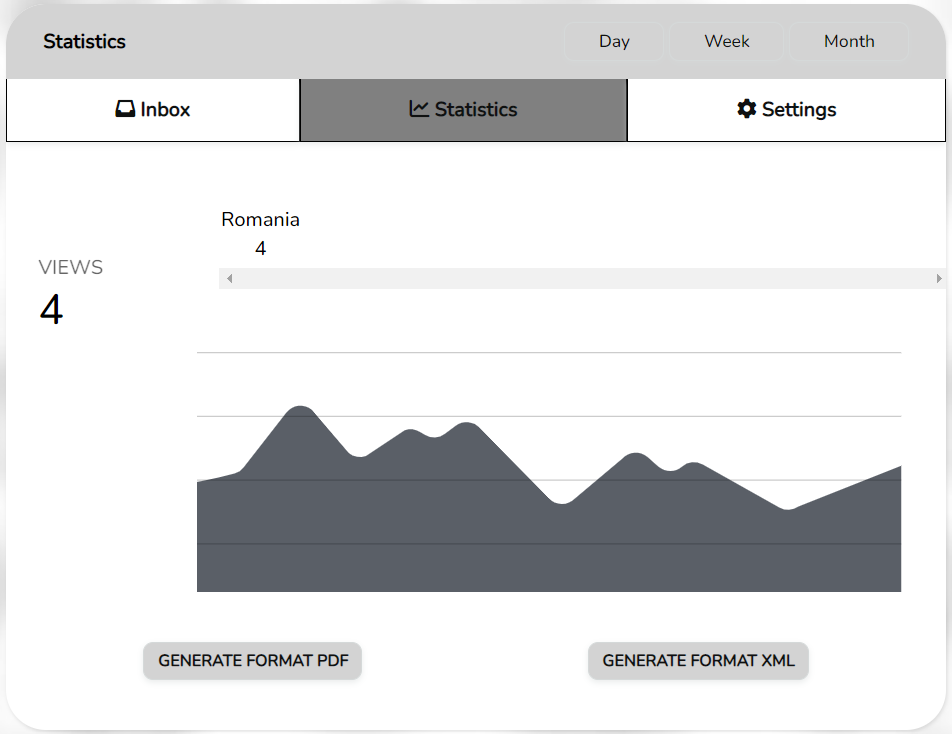 Statistics
Day
Week
Month
Inbox
Statistics
Settings
Romania
4
VIEWS
4
GENERATE FORMAT PDF
GENERATE FORMAT XML